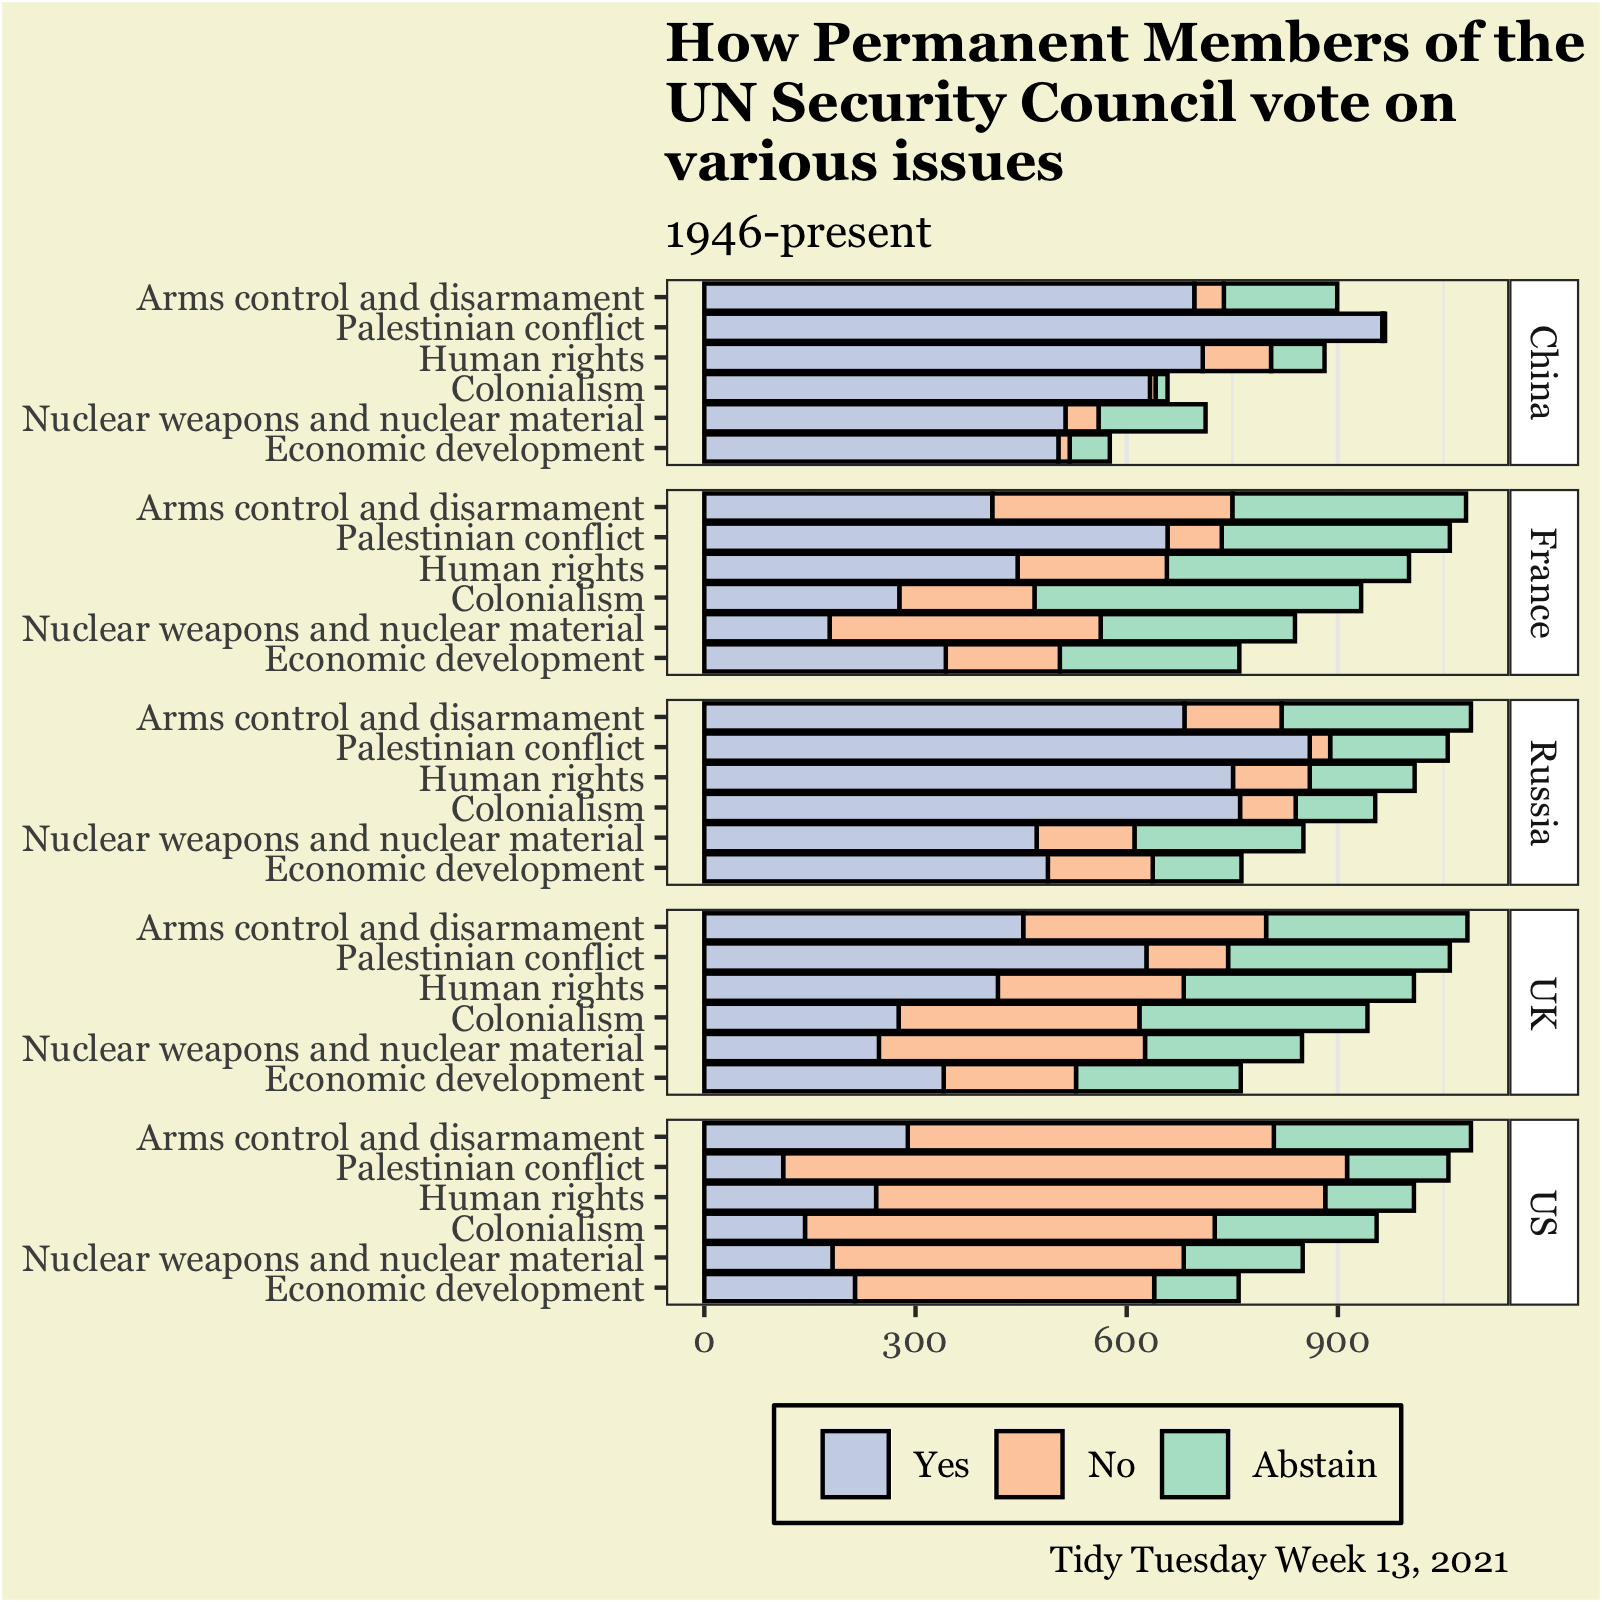 How Permanent Members of the
UN Security Council vote on
various issues
1946-present
Arms control and disarmament
Palestinian conflict
Human rights
Colonialism
Nuclear weapons and nuclear material
Economic development
China
Arms control and disarmament
Palestinian conflict
Human rights
Colonialism
Nuclear weapons and nuclear material
Economic development
France
Arms control and disarmament
Palestinian conflict
Human rights
Colonialism
Nuclear weapons and nuclear material
Economic development
Russia
Arms control and disarmament
Palestinian conflict
Human rights
Colonialism
Nuclear weapons and nuclear material
Economic development
UK
Arms control and disarmament
Palestinian conflict
Human rights
Colonialism
Nuclear weapons and nuclear material
Economic development
US
0 300 600 900
Yes No Abstain
Tidy Tuesday Week 13, 2021